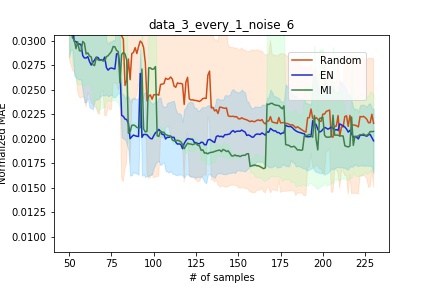 data_3_every_1_noise_6
Normalized MAE
0.0300
0.0275
0.0250
0.0225
0.0200
0.0175
0.0150
0.0125
0.0100
Random
EN
MI
50 75 100 125 150 175 200 225
# of samples